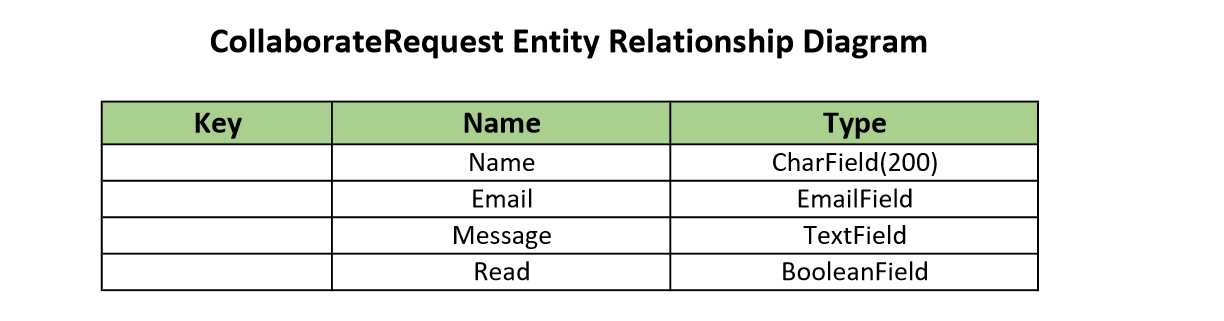 CollaborateRequest Entity Relationship Diagram
Key Name Type
Name CharField(200)
Email EmailField
Message TextField
Read BooleanField